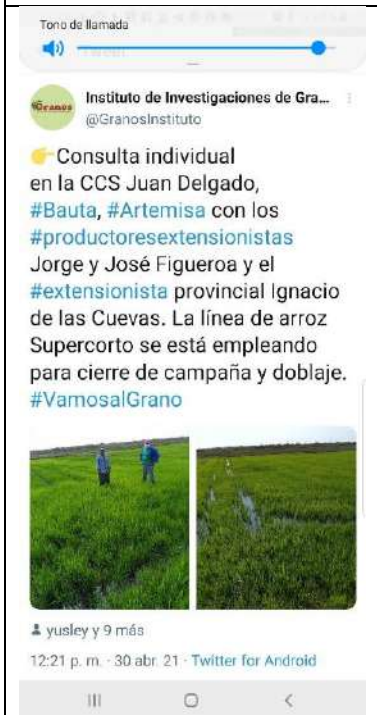 Tono de llamada
Granos
Instituto de Investigaciones de Gra...
@GranosInstituto
👉Consulta individual
en la CCS Juan Delgado,
#Bauta, #Artemisa con los
#productoresextensionistas
Jorge y José Figueroa y el
#extensionista provincial Ignacio
de las Cuevas. La línea de arroz
Supercorto se está empleando
para cierre de campaña y doblaje.
#VamosalGrano
yusley y 9 más
12:21 p. m. · 30 abr. 21 · Twitter for Android